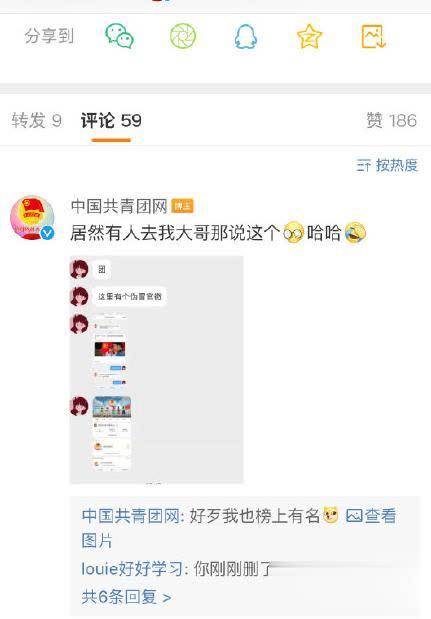 分享到
转发 9 评论 59 赞 186
按热度
中国共青团网 博主
居然有人去我大哥那说这个哈哈
团
这里有个伪冒官微
中国共青团网: 好歹我也榜上有名 查看
图片
louie好好学习: 你刚刚删了
共6条回复 >